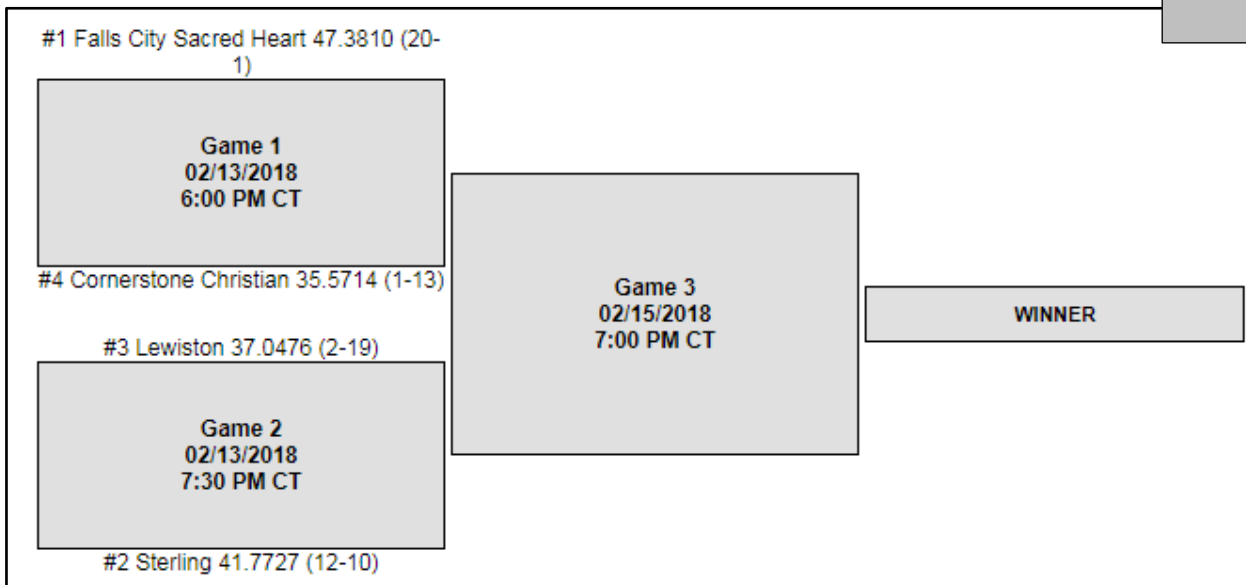 #1 Falls City Sacred Heart 47.3810 (20-
1)
Game 1
02/13/2018
6:00 PM CT
#4 Cornerstone Christian 35.5714 (1-13)
#3 Lewiston 37.0476 (2-19)
Game 2
02/13/2018
7:30 PM CT
#2 Sterling 41.7727 (12-10)
Game 3
02/15/2018
7:00 PM CT
WINNER